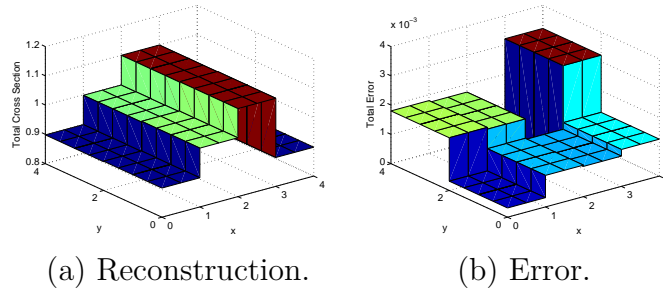 4 × 10⁻³
1.2
1.1
1
0.9
0.8
Total Cross Section
4
2
0
y
0
1
2
3
4
x
3
2
1
0
Total Error
4
2
0
y
0
1
2
3
x
(a) Reconstruction.
(b) Error.